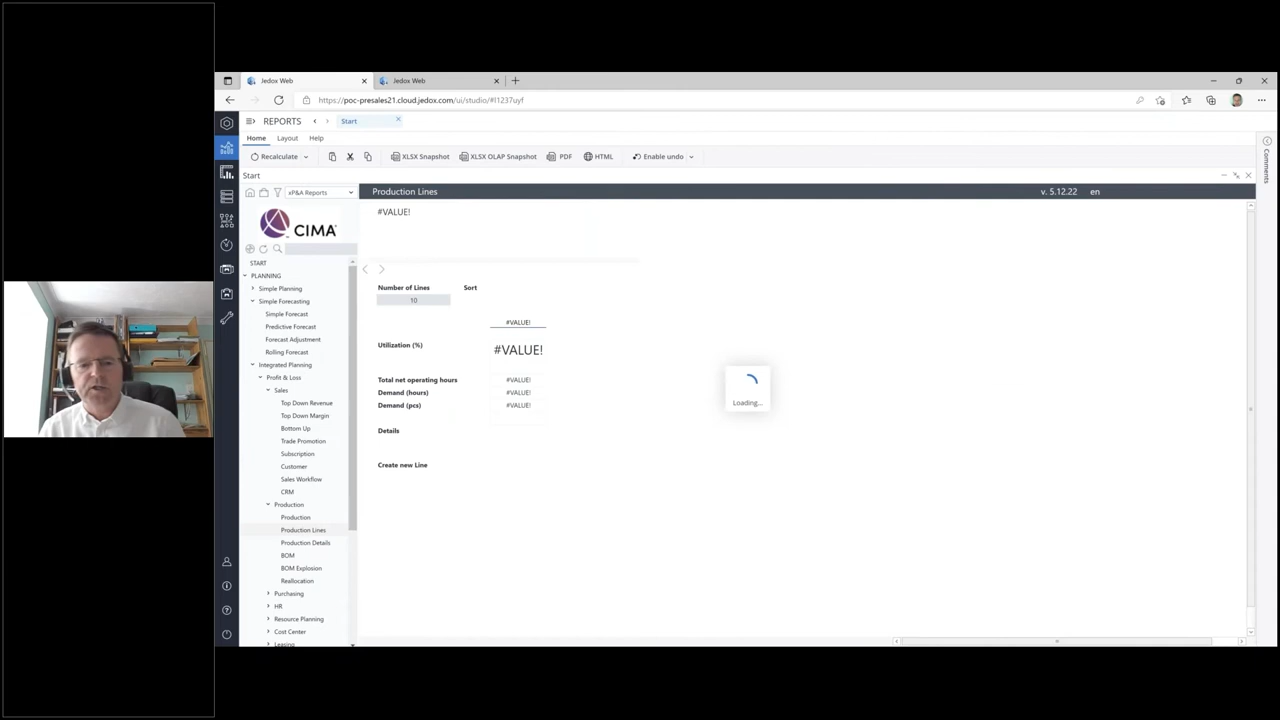 Jedox Web
Jedox Web
https://poc-presales21.cloud.jedox.com/ui/studio/#I1237uyf
REPORTS
Start
Home
Layout
Help
Recalculate
XLSX Snapshot
XLSX OLAP Snapshot
PDF
HTML
Enable undo
Comments
Start
xP&A Reports
Production Lines
v. 5.12.22
en
CIMA
#VALUE!
START
PLANNING
Simple Planning
Simple Forecasting
Simple Forecast
Predictive Forecast
Forecast Adjustment
Rolling Forecast
Integrated Planning
Profit & Loss
Sales
Top Down Revenue
Top Down Margin
Bottom Up
Trade Promotion
Subscription
Customer
Sales Workflow
CRM
Production
Production
Production Lines
Production Details
BOM
BOM Explosion
Reallocation
Purchasing
HR
Resource Planning
Cost Center
Leasing
Number of Lines
Sort
10
#VALUE!
Utilization (%)
#VALUE!
Total net operating hours
#VALUE!
Demand (hours)
#VALUE!
Demand (pcs)
#VALUE!
Details
Create new Line
Loading...